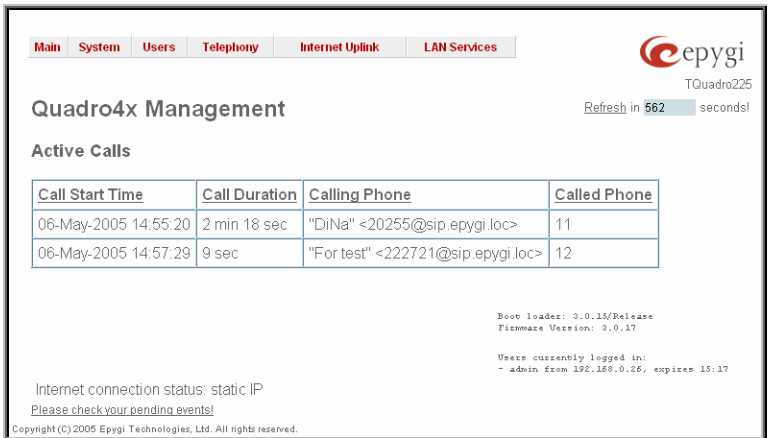 Main System Users Telephony Internet Uplink LAN Services
epygi
TQuadro225
Quadro4x Management
Refresh in 562 seconds!
Active Calls
Call Start Time Call Duration Calling Phone Called Phone
06-May-2005 14:55:20 2 min 18 sec "DiNa" <20255@sip.epygi.loc> 11
06-May-2005 14:57:29 9 sec "For test" <222721@sip.epygi.loc> 12
Boot loader: 3.0.15/Release
Firmware Version: 3.0.17
Users currently logged in:
- admin from 192.168.0.26, expires 15:17
Internet connection status: static IP
Please check your pending events!
Copyright (C) 2005 Epygi Technologies, Ltd. All rights reserved.